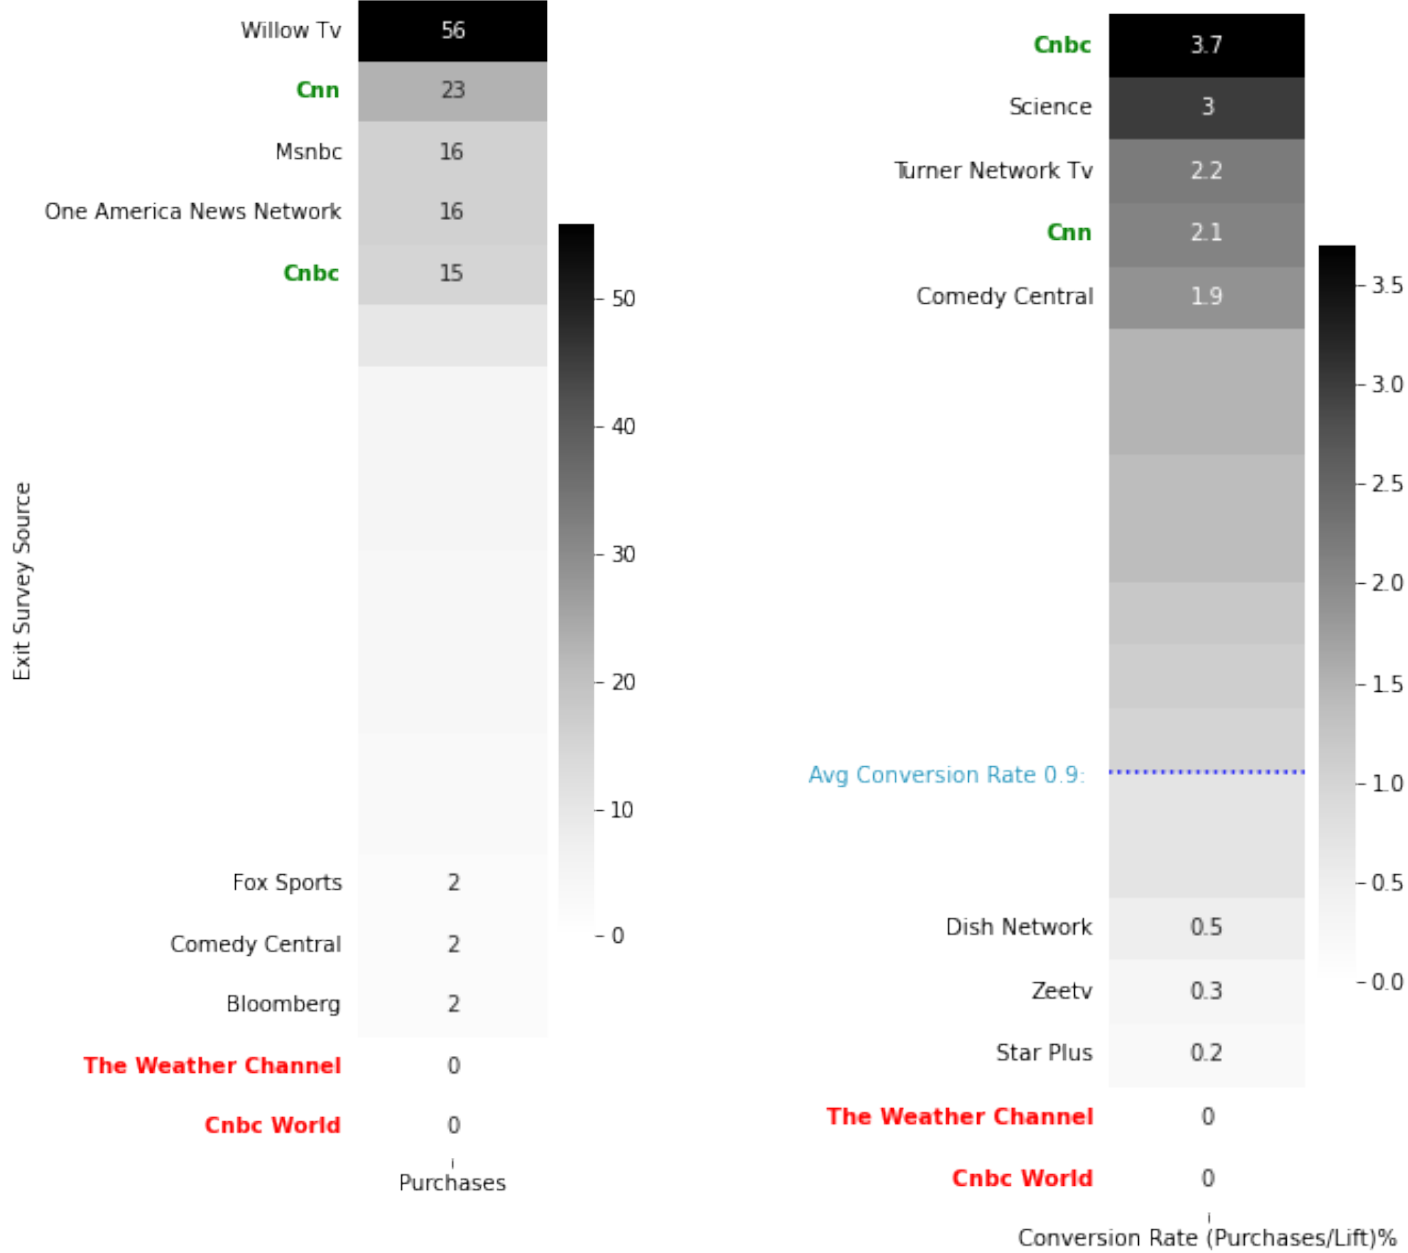 Willow Tv 56
Cnn 23
Msnbc 16
One America News Network 16
Cnbc 15
50
40
30
20
10
0
Exit Survey Source
Fox Sports 2
Comedy Central 2
Bloomberg 2
The Weather Channel 0
Cnbc World 0
Purchases
Cnbc 3.7
Science 3
Turner Network Tv 2.2
Cnn 2.1
Comedy Central 1.9
3.5
3.0
2.5
2.0
1.5
1.0
0.5
0.0
Avg Conversion Rate 0.9:
Dish Network 0.5
Zeetv 0.3
Star Plus 0.2
The Weather Channel 0
Cnbc World 0
Conversion Rate (Purchases/Lift)%